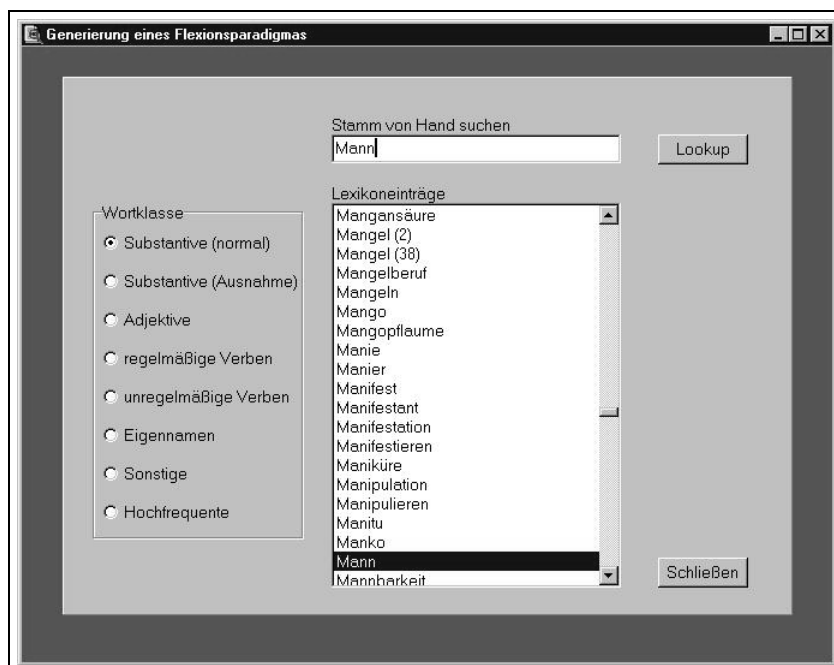 Generierung eines Flexionsparadigmas
Stamm von Hand suchen
Mann
Lookup
Lexikoneinträge
Wortklasse
Substantive (normal)
Substantive (Ausnahme)
Adjektive
regelmäßige Verben
unregelmäßige Verben
Eigennamen
Sonstige
Hochfrequente
Mangansäure
Mangel (2)
Mangel (38)
Mangelberuf
Mangeln
Mango
Mangopflaume
Manie
Manier
Manifest
Manifestant
Manifestation
Manifestieren
Maniküre
Manipulation
Manipulieren
Manitu
Manko
Mann
Mannbarkeit
Schließen